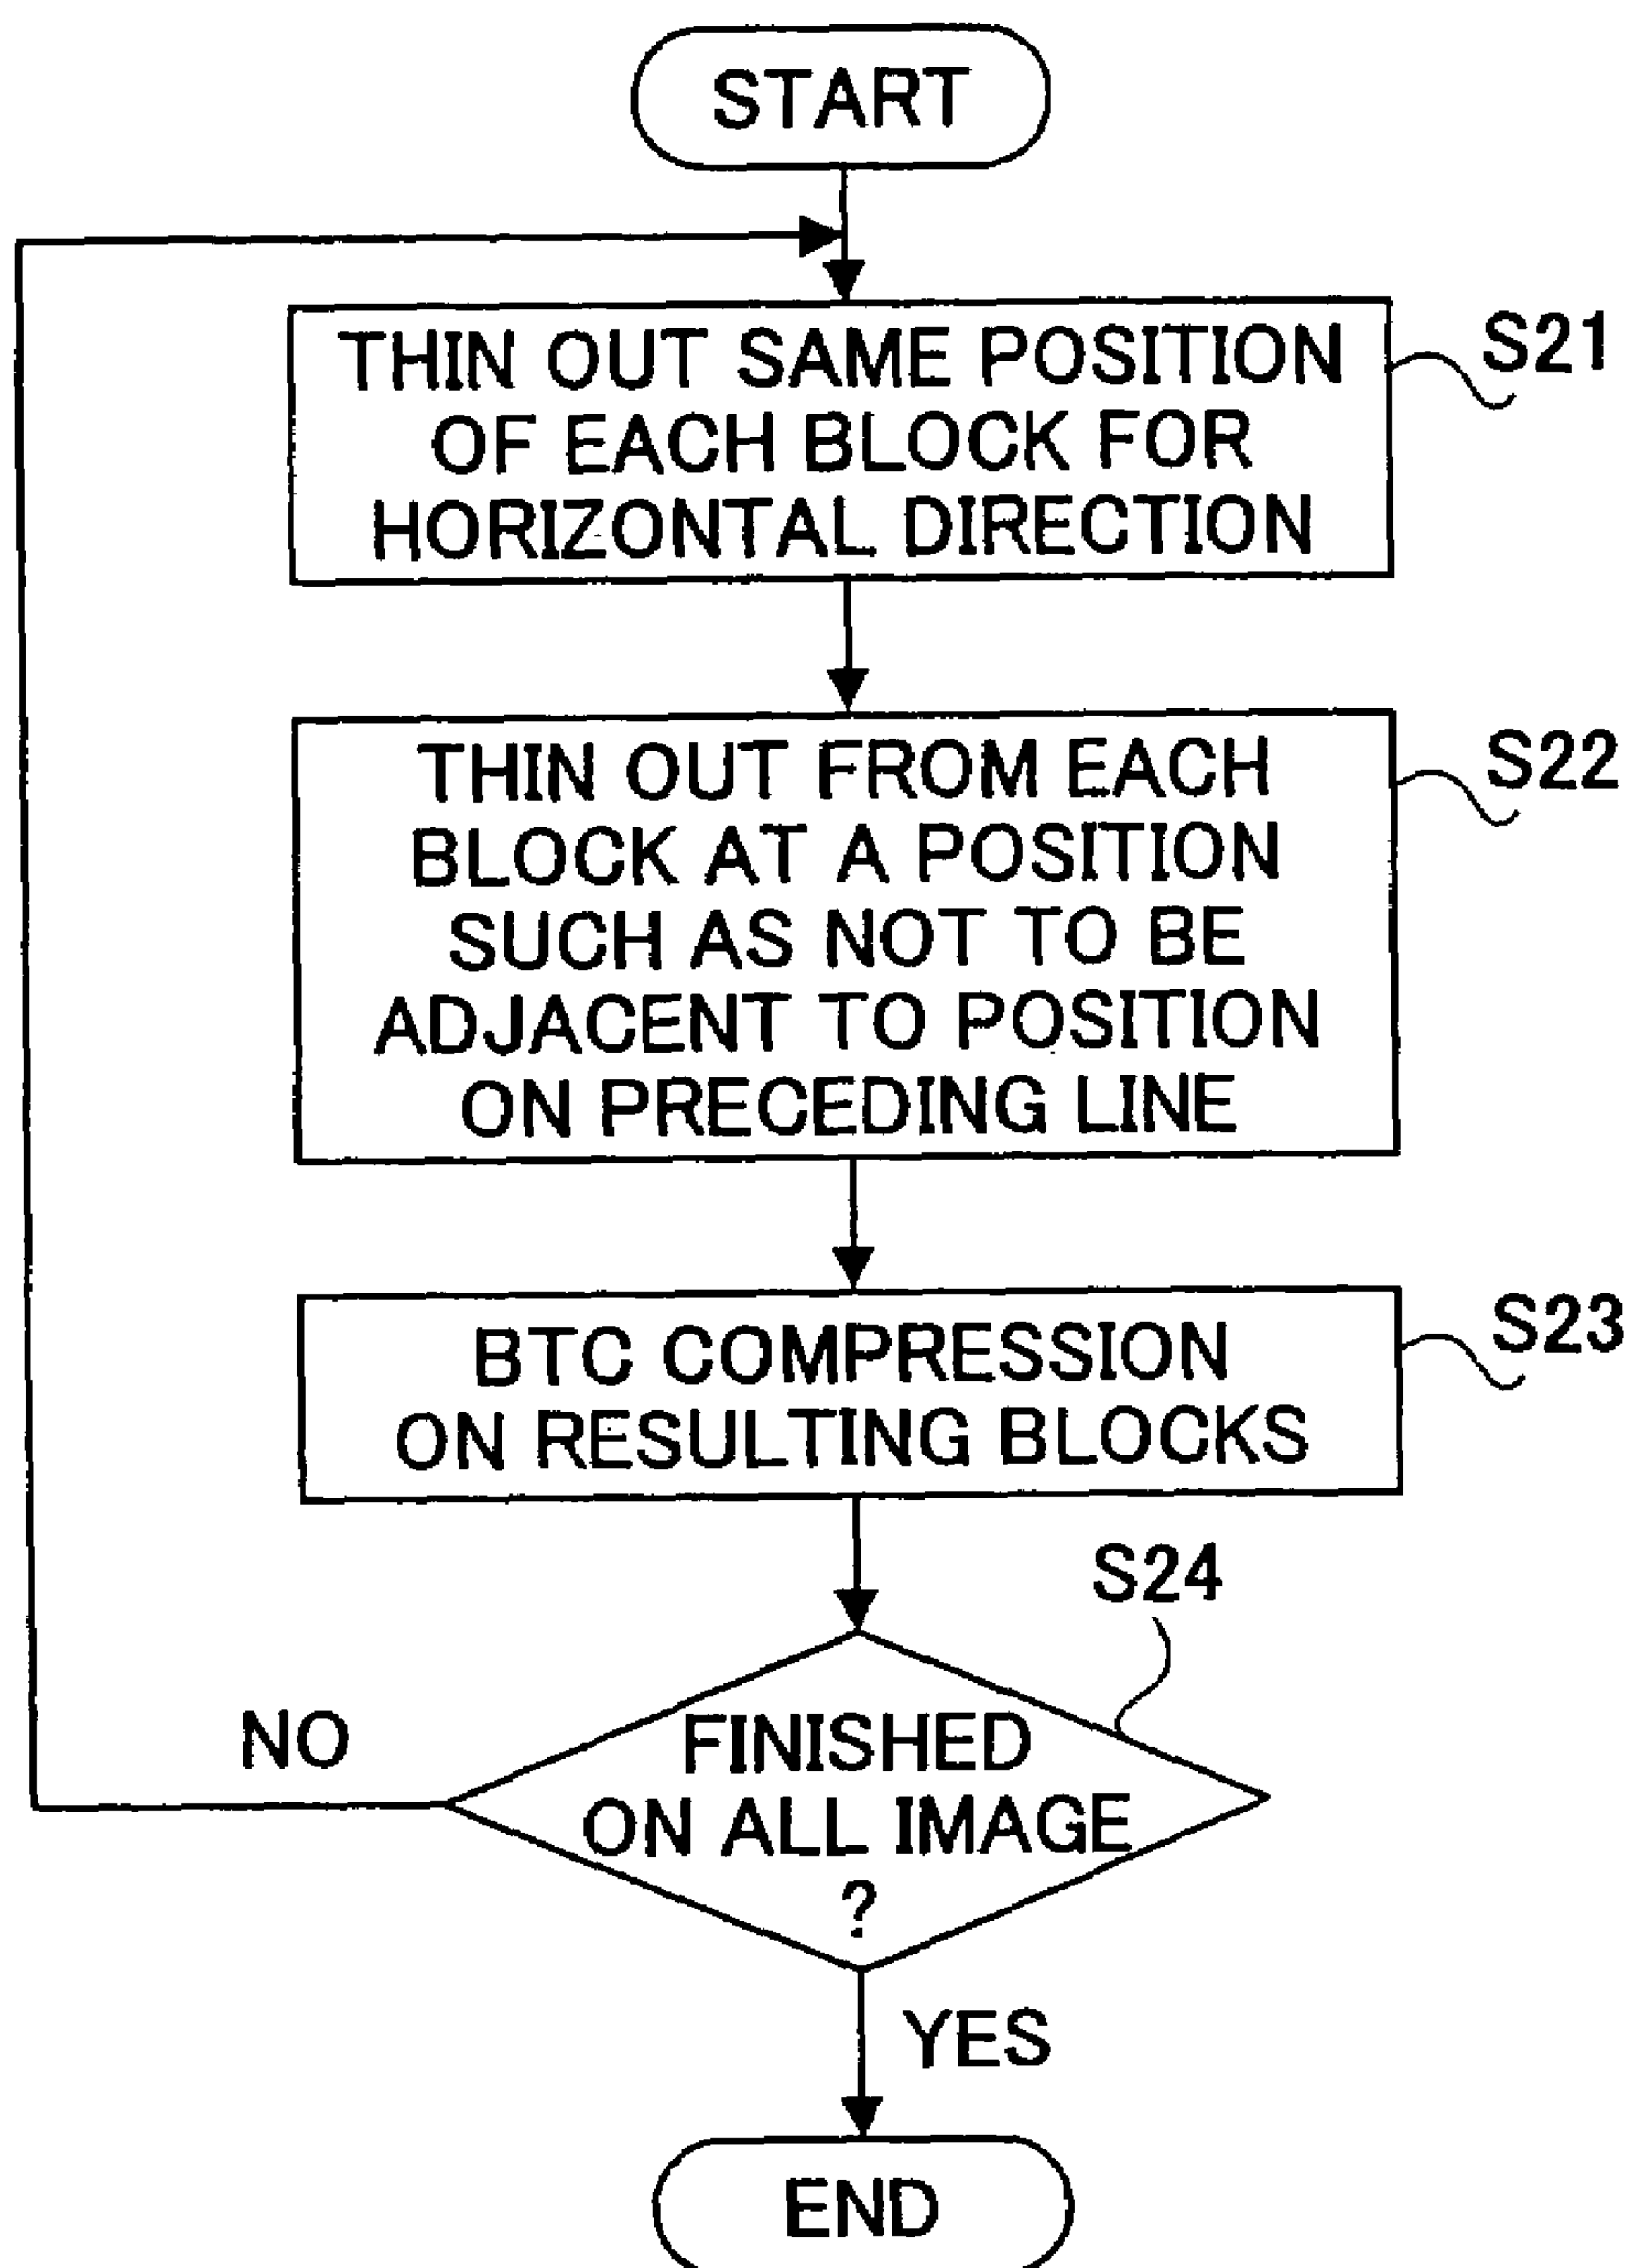 START
THIN OUT SAME POSITION
OF EACH BLOCK FOR
HORIZONTAL DIRECTION
S21
THIN OUT FROM EACH
BLOCK AT A POSITION
SUCH AS NOT TO BE
ADJACENT TO POSITION
ON PRECEDING LINE
S22
BTC COMPRESSION
ON RESULTING BLOCKS
S23
S24
FINISHED
ON ALL IMAGE
?
NO
YES
END